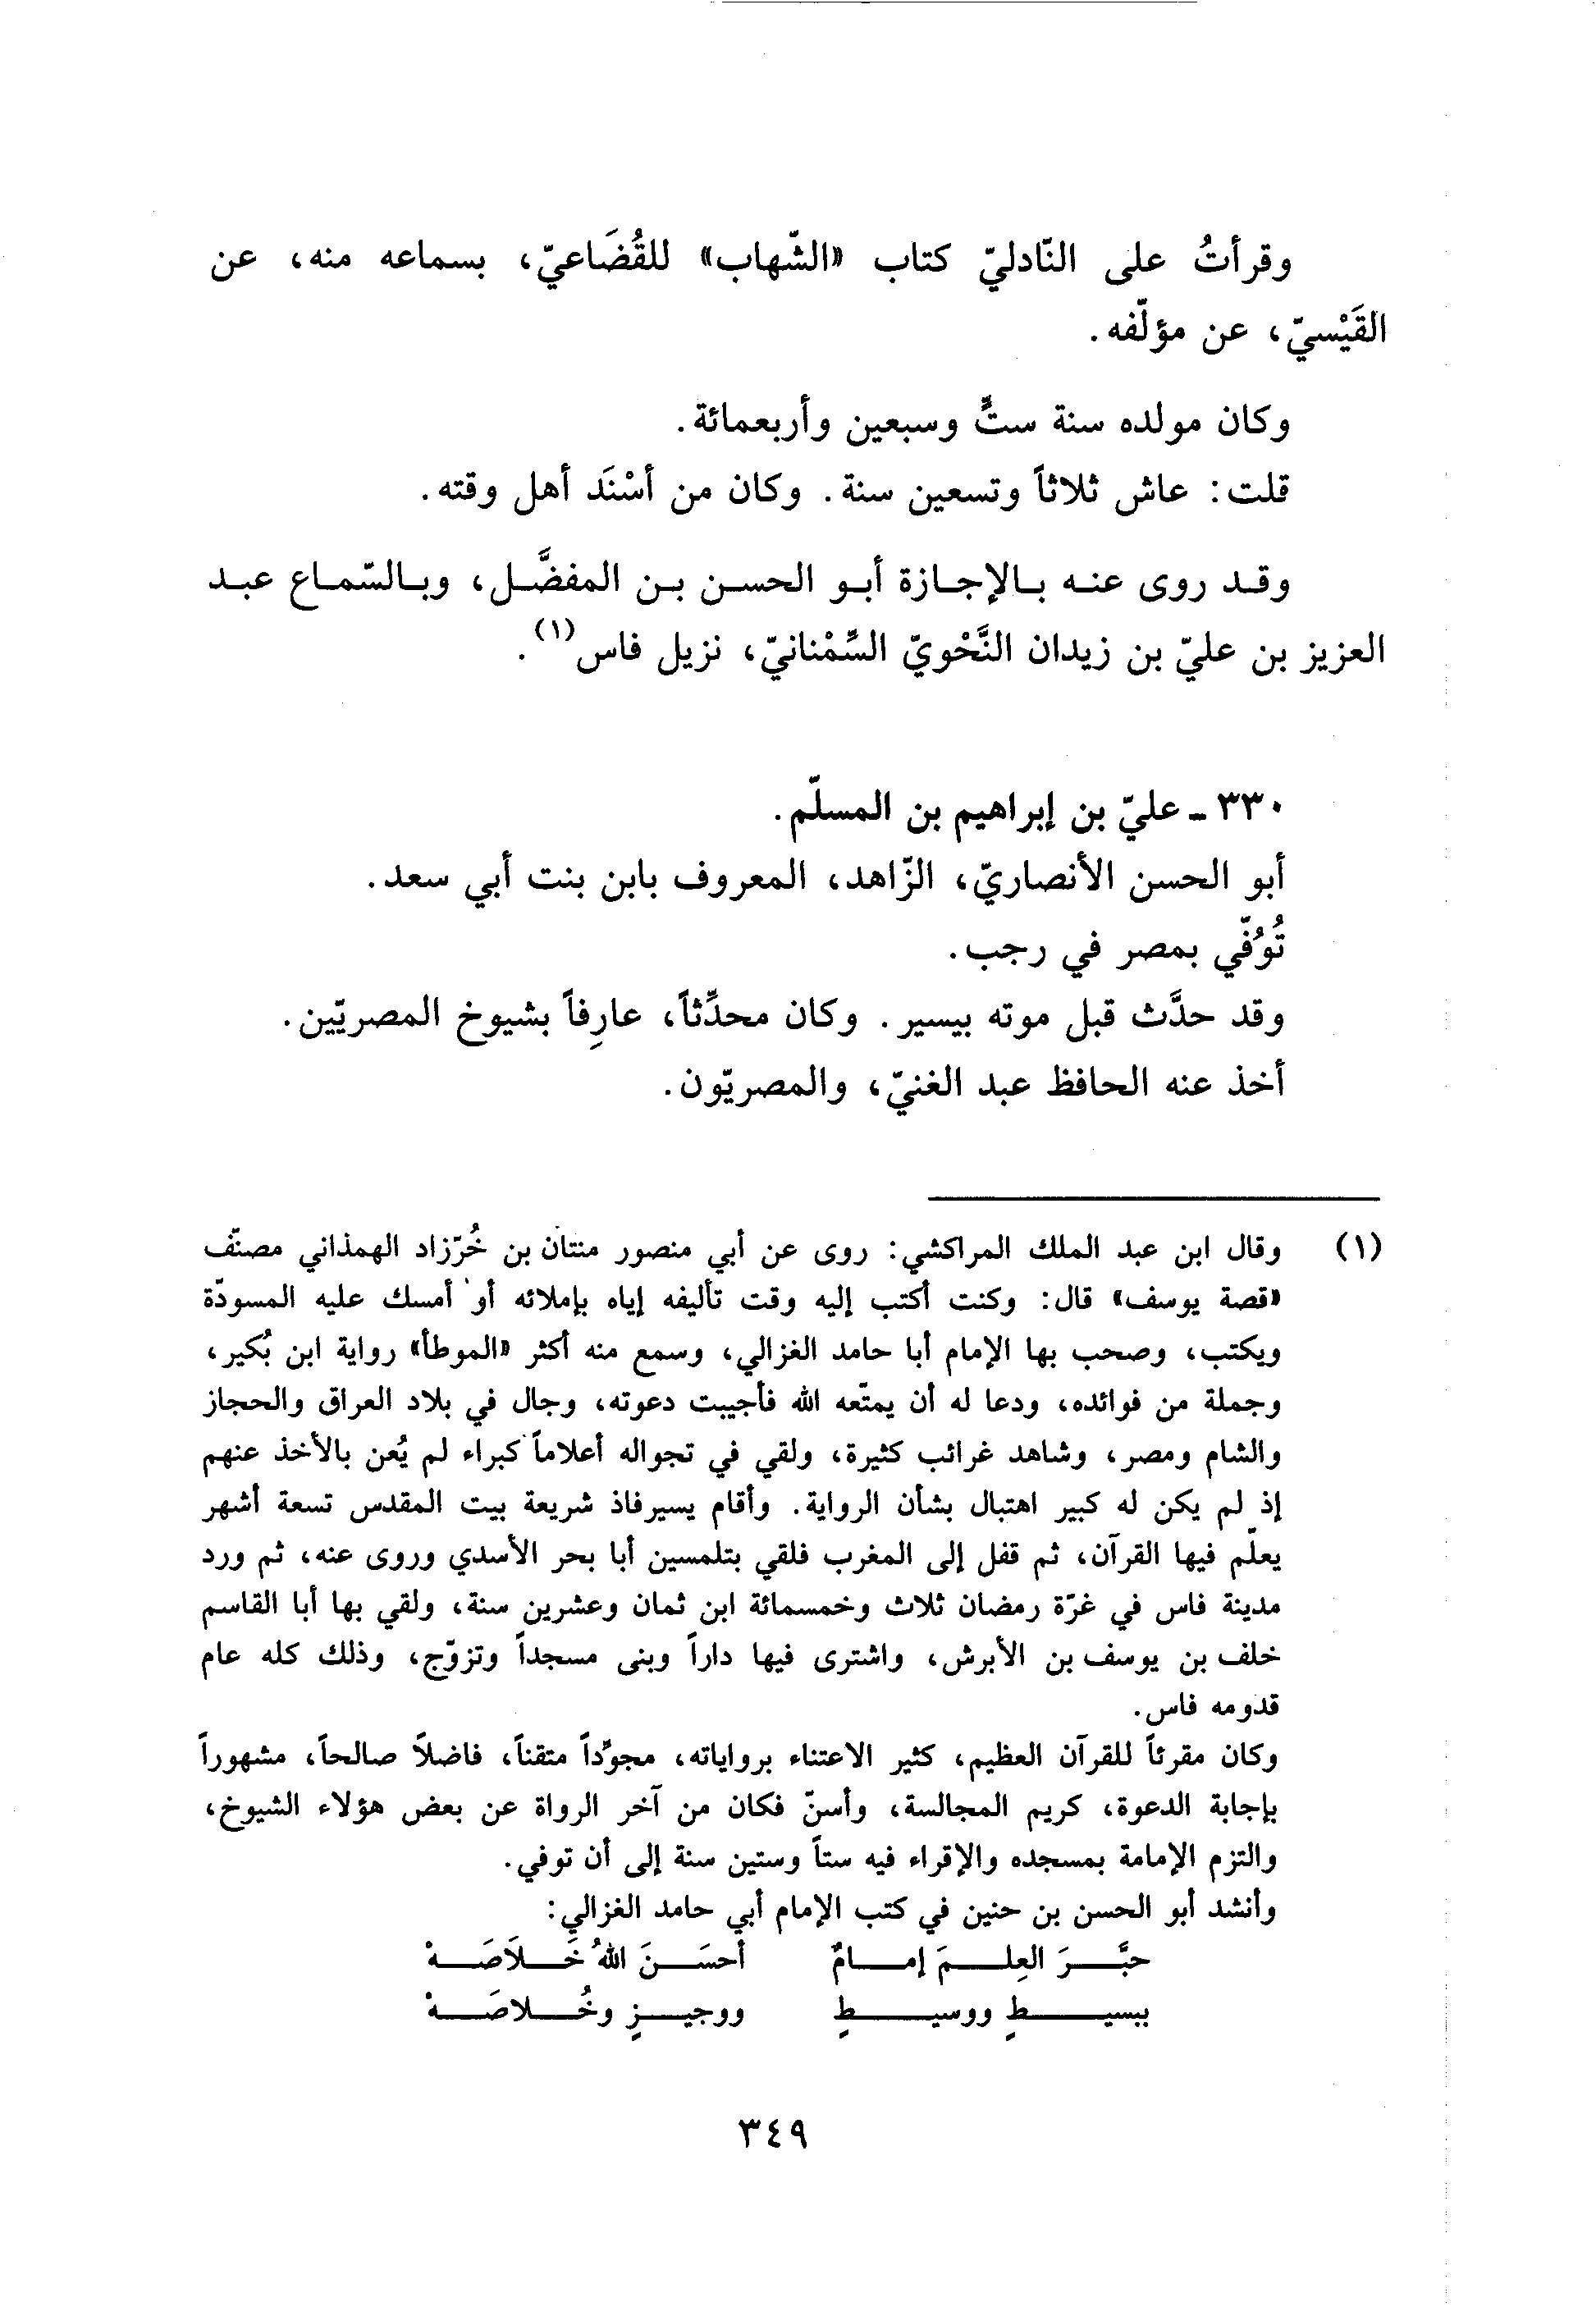 وقرأتُ على النّادليّ كتاب «الشّهاب» للقُضَاعيّ، بسماعه منه، عن
القَيْسيّ، عن مؤلّفه.
وكان مولده سنة ستٍّ وسبعين وأربعمائة.
قلت: عاش ثلاثاً وتسعين سنة. وكان من أسْنَد أهل وقته.
وقد روى عنه بالإجازة أبو الحسن بن المفضَّل، وبالسّماع عبد
العزيز بن عليّ بن زيدان النَّحْويّ السِّمْنانيّ، نزيل فاس(١).
٣٣٠ ـ عليّ بن إبراهيم بن المسلّم.
أبو الحسن الأنصاريّ، الزّاهد، المعروف بابن بنت أبي سعد.
تُوُفّي بمصر في رجب.
وقد حدَّث قبل موته بيسير. وكان محدِّثاً، عارِفاً بشيوخ المصريّين.
أخذ عنه الحافظ عبد الغنيّ، والمصريّون.
(١) وقال ابن عبد الملك المراكشي: روى عن أبي منصور منتان بن خُرّزاد الهمذاني مصنّف
«قصة يوسف» قال: وكنت أكتب إليه وقت تأليفه إياه بإملائه أو أمسك عليه المسودّة
ويكتب، وصحب بها الإمام أبا حامد الغزالي، وسمع منه أكثر «الموطأ» رواية ابن بُكير،
وجملة من فوائده، ودعا له أن يمتّعه الله فأجيبت دعوته، وجال في بلاد العراق والحجاز
والشام ومصر، وشاهد غرائب كثيرة، ولقي في تجواله أعلاماً كبراء لم يُعن بالأخذ عنهم
إذ لم يكن له كبير اهتبال بشأن الرواية. وأقام يسيرفاذ شريعة بيت المقدس تسعة أشهر
يعلّم فيها القرآن، ثم قفل إلى المغرب فلقي بتلمسين أبا بحر الأسدي وروى عنه، ثم ورد
مدينة فاس في غرّة رمضان ثلاث وخمسمائة ابن ثمان وعشرين سنة، ولقي بها أبا القاسم
خلف بن يوسف بن الأبرش، واشترى فيها داراً وبنى مسجداً وتزوّج، وذلك كله عام
قدومه فاس.
وكان مقرئاً للقرآن العظيم، كثير الاعتناء برواياته، مجوّداً متقناً، فاضلاً صالحاً، مشهوراً
بإجابة الدعوة، كريم المجالسة، وأسنّ فكان من آخر الرواة عن بعض هؤلاء الشيوخ،
والتزم الإمامة بمسجده والإقراء فيه ستاً وستين سنة إلى أن توفي.
وأنشد أبو الحسن بن حنين في كتب الإمام أبي حامد الغزالي:
حبَّرَ العِلمَ إمامٌ أحسَنَ اللهُ خَلاَصَهْ
ببسيطٍ ووسيطٍ ووجيزٍ وخُلاصَهْ
٣٤٩